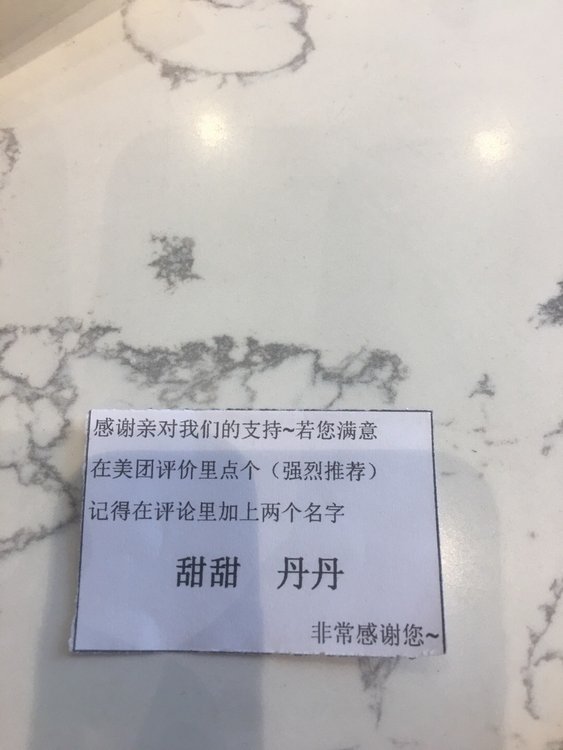 感谢亲对我们的支持~若您满意
在美团评价里点个（强烈推荐）
记得在评论里加上两个名字
甜甜 丹丹
非常感谢您~